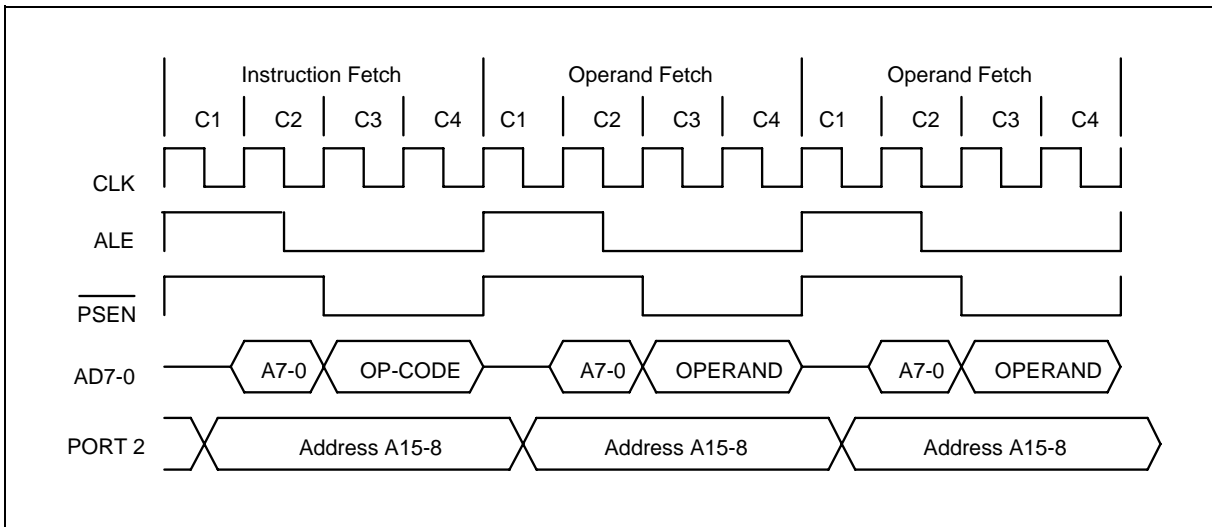 Instruction Fetch Operand Fetch Operand Fetch
C1 C2 C3 C4 C1 C2 C3 C4 C1 C2 C3 C4
CLK
ALE
PSEN
AD7-0 A7-0 OP-CODE A7-0 OPERAND A7-0 OPERAND
PORT 2 Address A15-8 Address A15-8 Address A15-8